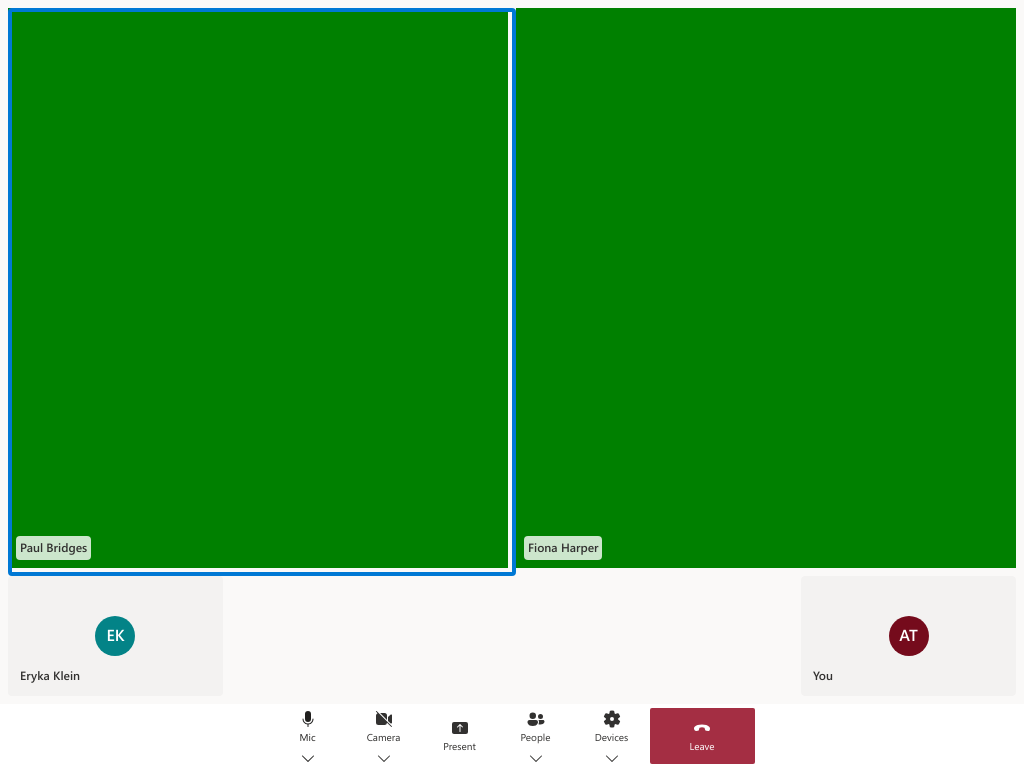 Paul Bridges
Fiona Harper
EK
Eryka Klein
AT
You
Mic
Camera
Present
People
Devices
Leave